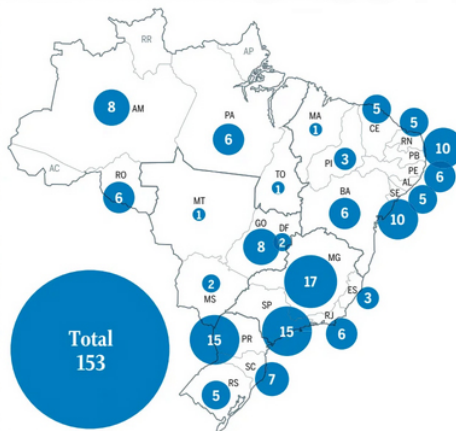 RR
AP
8
AM
PA
6
MA
1
5
CE
5
RN
10
PB
PE
6
AL
5
SE
10
PI
3
AC
RO
6
TO
1
MT
1
BA
6
GO
8
DF
2
MG
17
2
MS
ES
3
SP
15
RJ
6
15
PR
SC
7
5
RS
Total
153